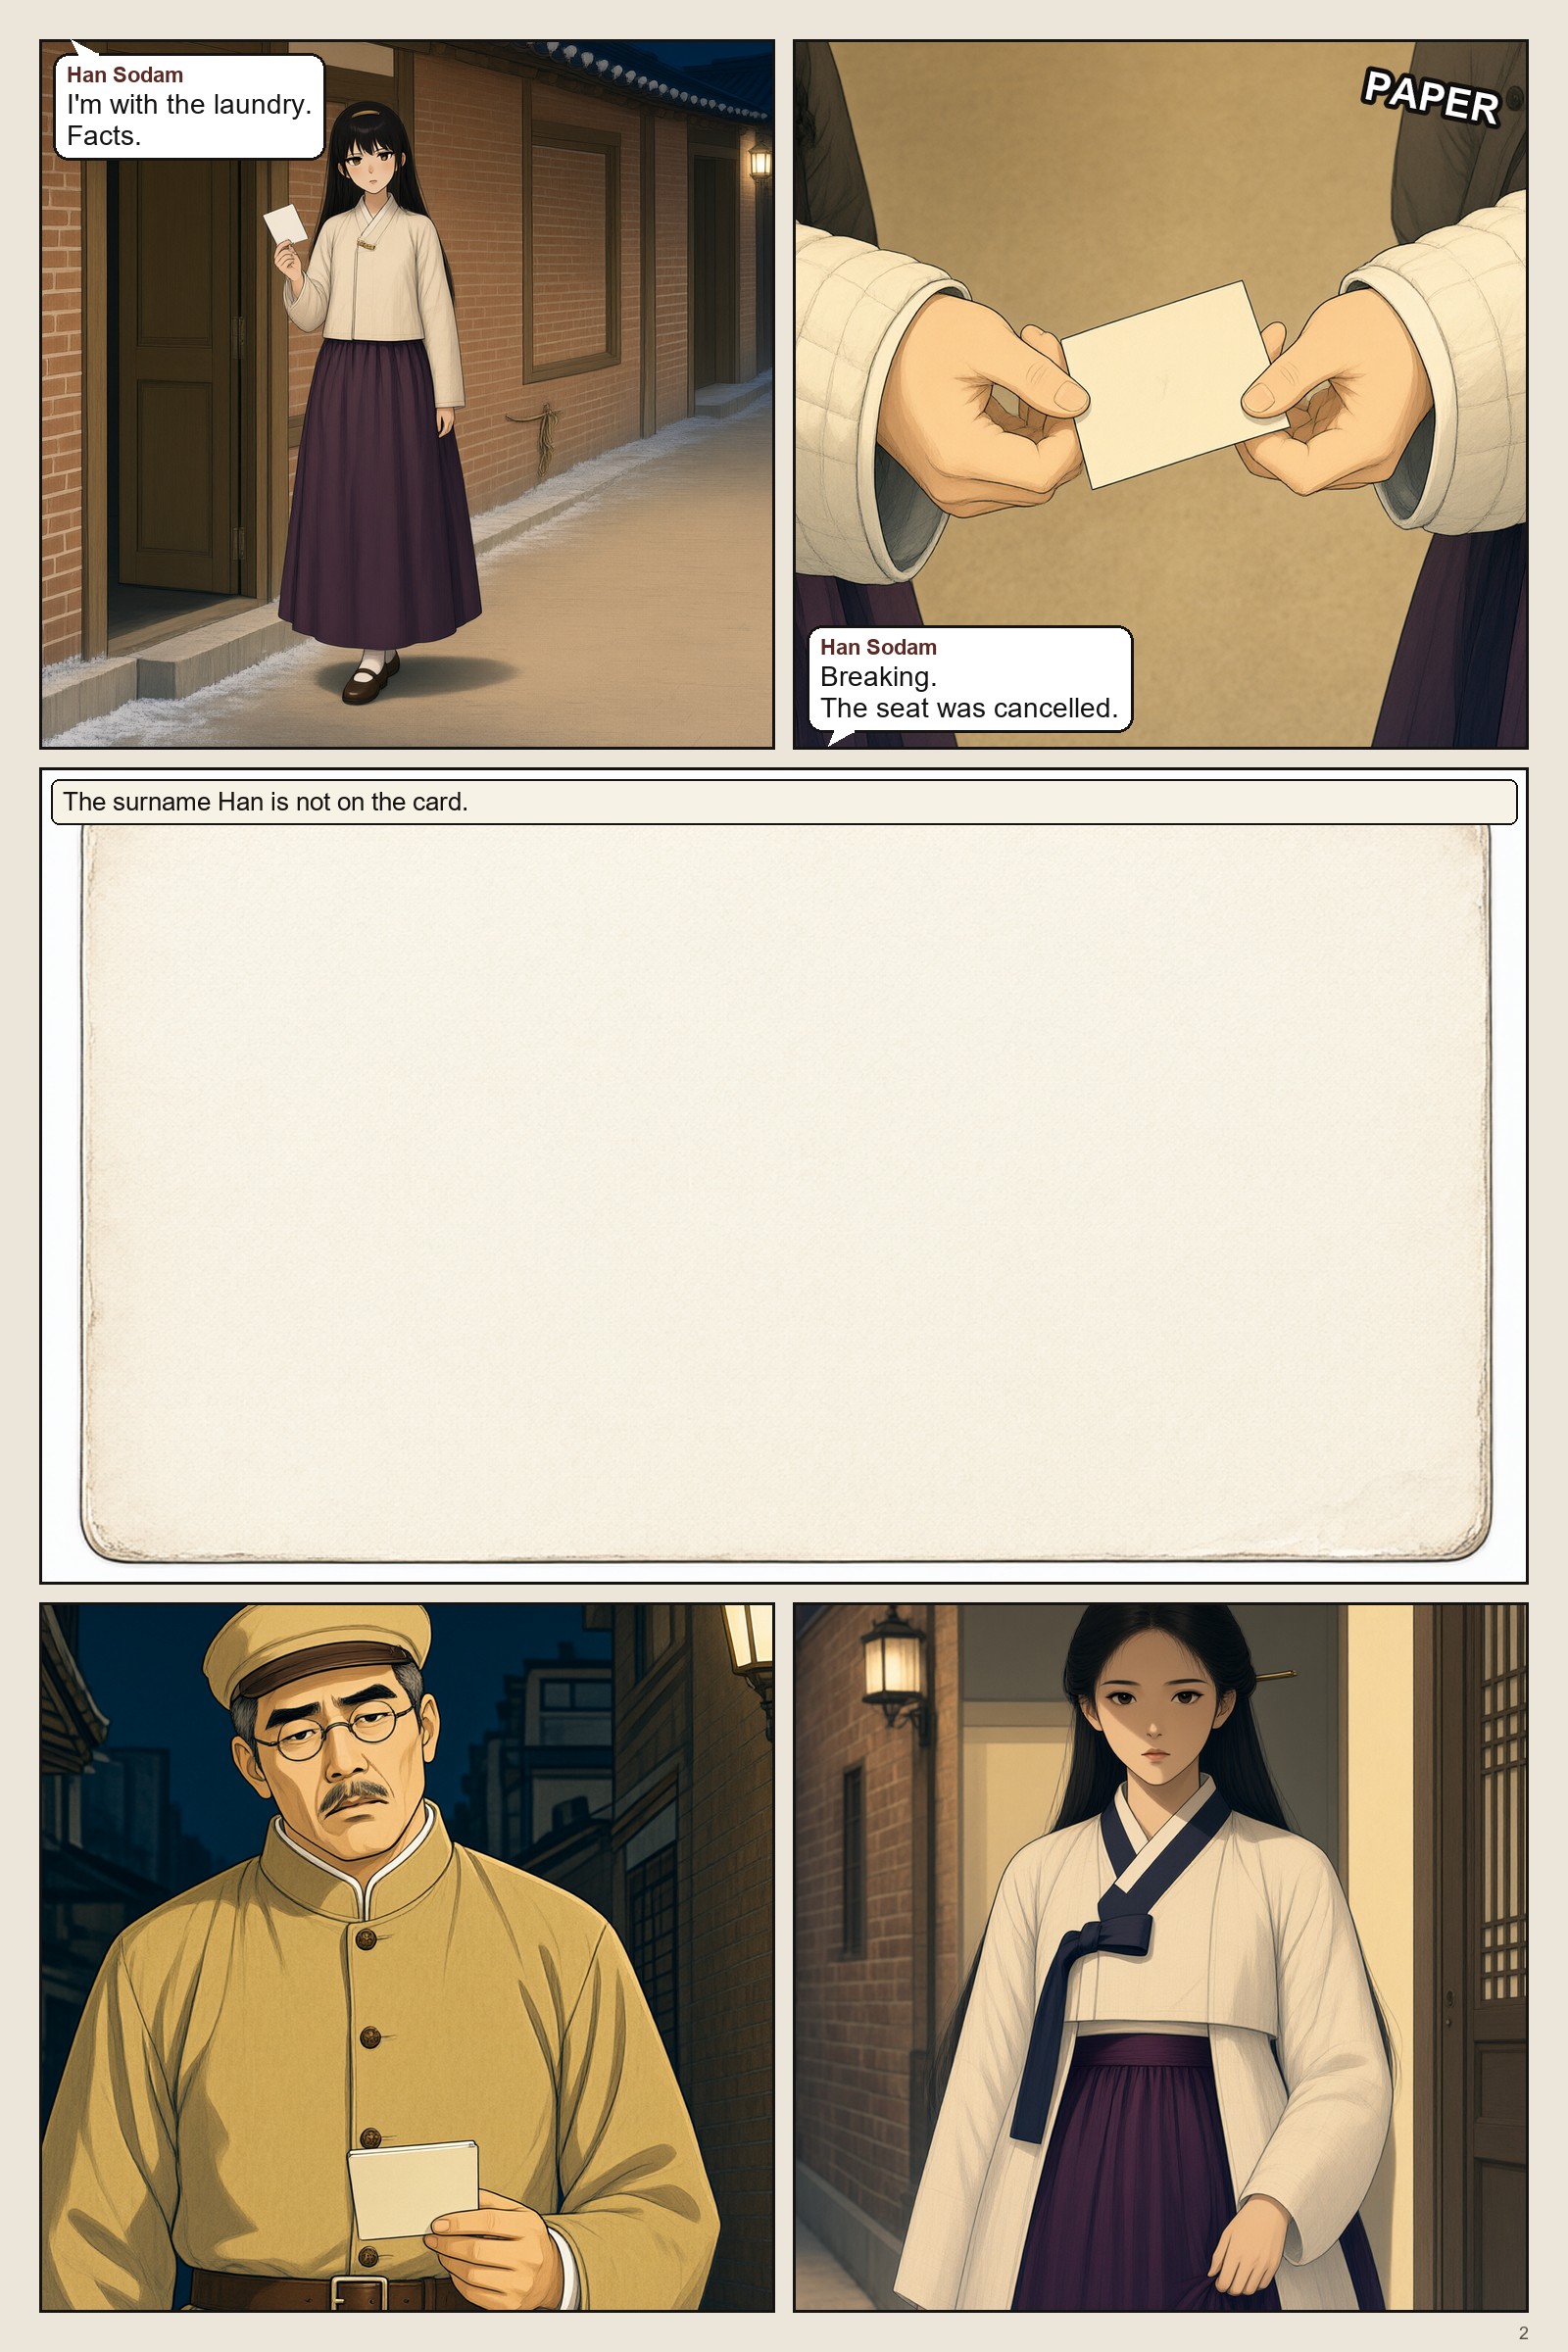 Han Sodam
I'm with the laundry.
Facts.
PAPER
Han Sodam
Breaking.
The seat was cancelled.
The surname Han is not on the card.
2